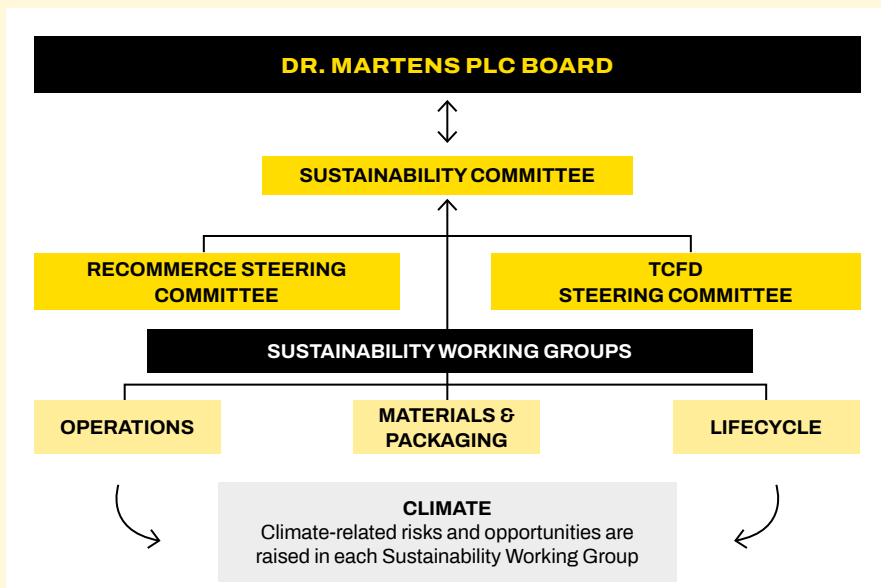 DR. MARTENS PLC BOARD
SUSTAINABILITY COMMITTEE
RECOMMERCE STEERING
COMMITTEE
TCFD
STEERING COMMITTEE
SUSTAINABILITY WORKING GROUPS
OPERATIONS
MATERIALS &
PACKAGING
LIFECYCLE
CLIMATE
Climate-related risks and opportunities are
raised in each Sustainability Working Group